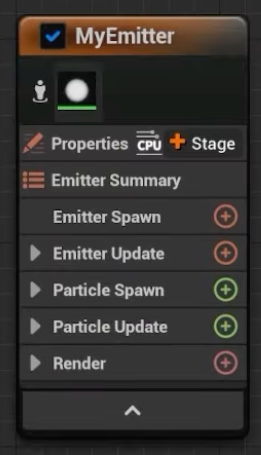 MyEmitter
Properties CPU + Stage
Emitter Summary
Emitter Spawn
Emitter Update
Particle Spawn
Particle Update
Render